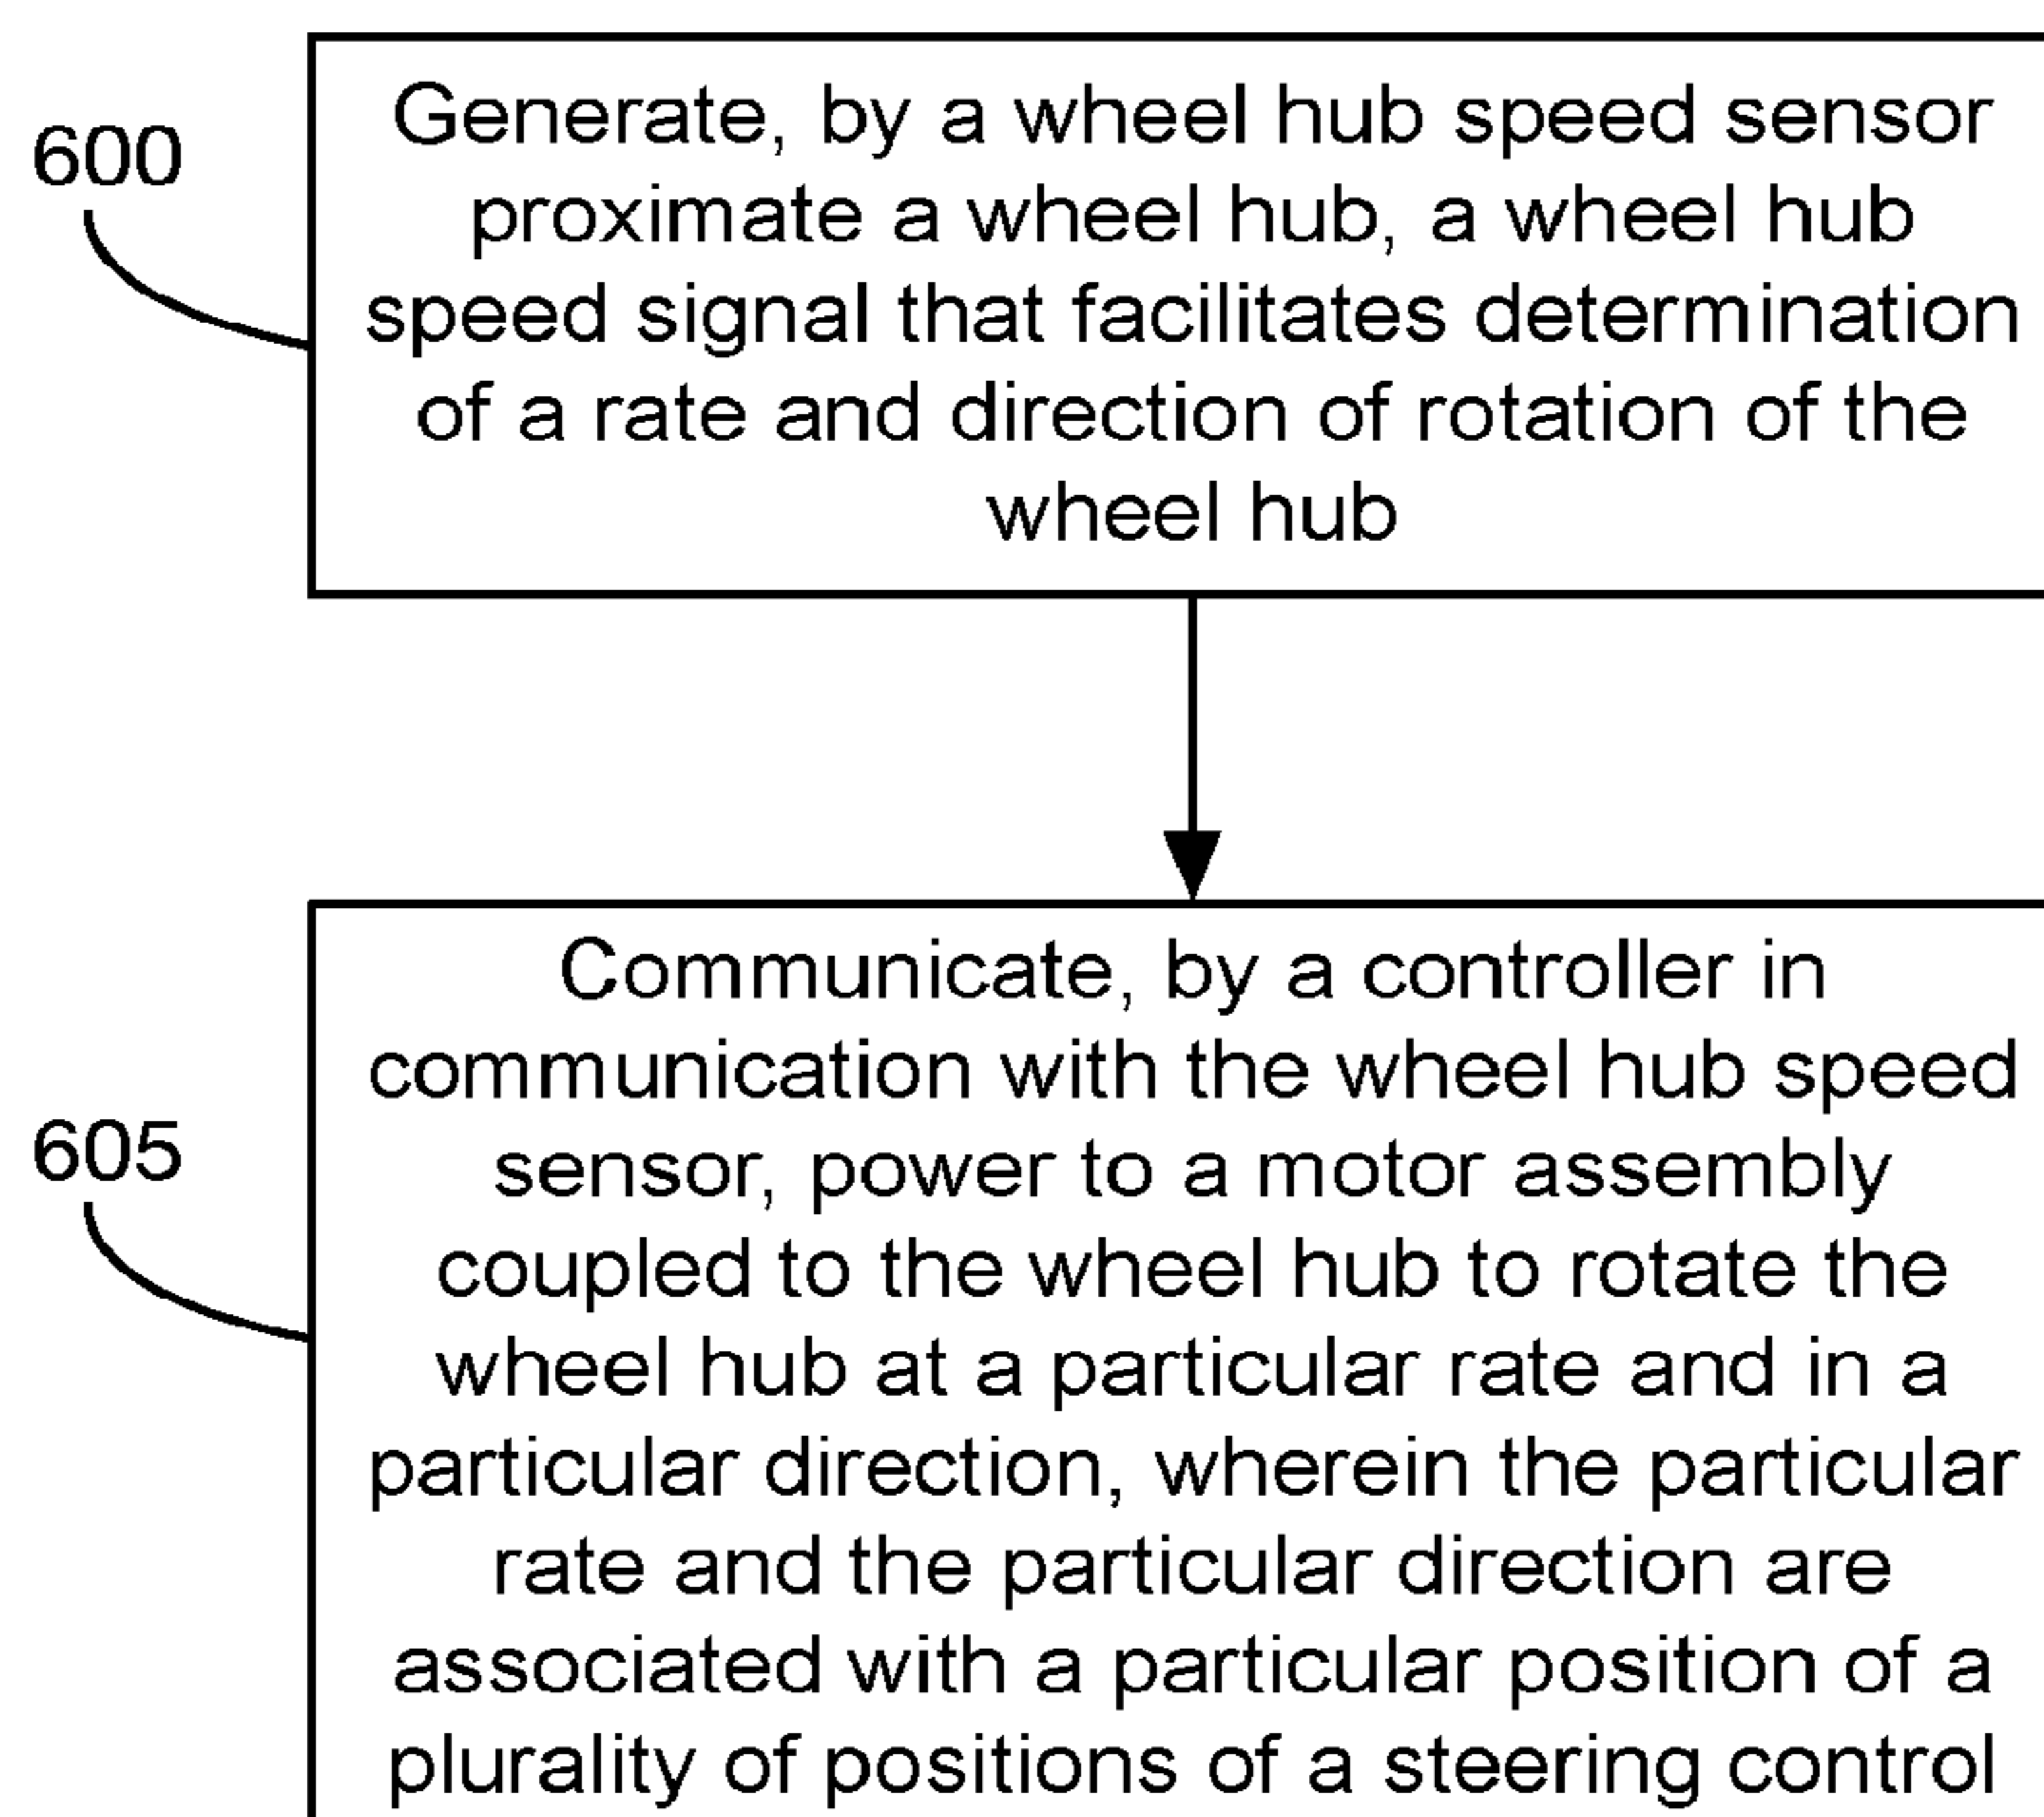 600
Generate, by a wheel hub speed sensor
proximate a wheel hub, a wheel hub
speed signal that facilitates determination
of a rate and direction of rotation of the
wheel hub
605
Communicate, by a controller in
communication with the wheel hub speed
sensor, power to a motor assembly
coupled to the wheel hub to rotate the
wheel hub at a particular rate and in a
particular direction, wherein the particular
rate and the particular direction are
associated with a particular position of a
plurality of positions of a steering control